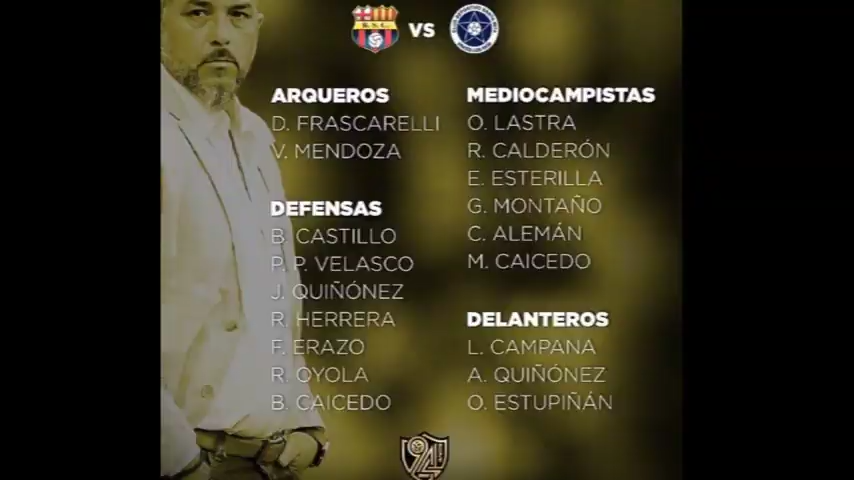 B. S. C.
VS
ARQUEROS
D. FRASCARELLI
V. MENDOZA
DEFENSAS
B. CASTILLO
P. P. VELASCO
J. QUIÑÓNEZ
R. HERRERA
F. ERAZO
R. OYOLA
B. CAICEDO
MEDIOCAMPISTAS
O. LASTRA
R. CALDERÓN
E. ESTERILLA
G. MONTAÑO
C. ALEMÁN
M. CAICEDO
DELANTEROS
L. CAMPANA
A. QUIÑÓNEZ
O. ESTUPIÑÁN
94